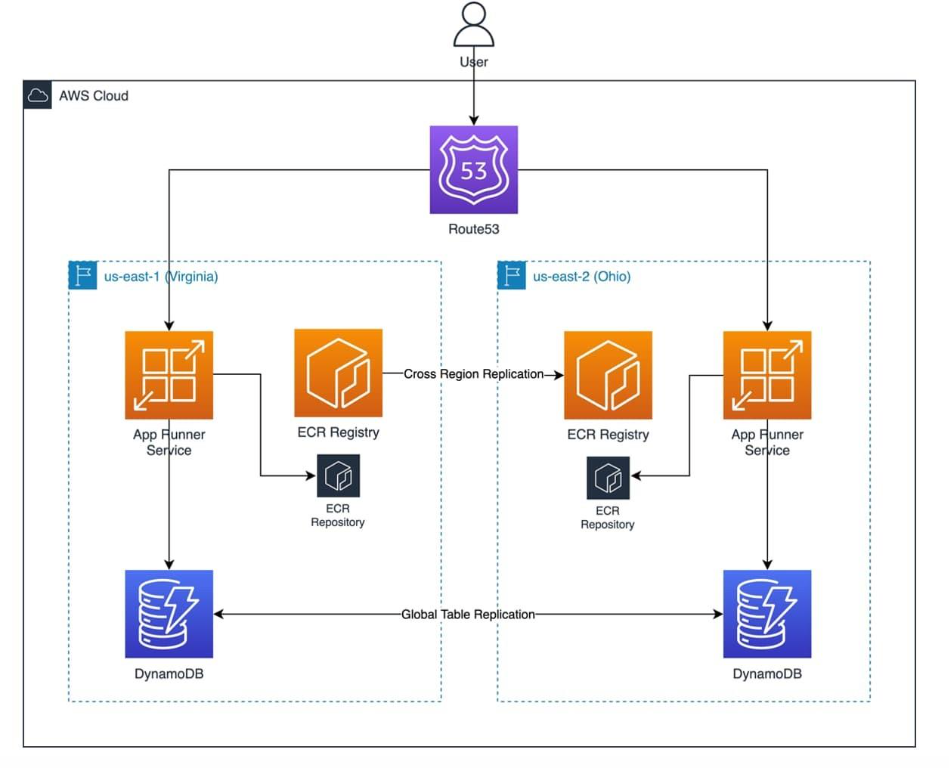 User
AWS Cloud
53
Route53
us-east-1 (Virginia)
us-east-2 (Ohio)
Cross Region Replication
App Runner
Service
ECR Registry
ECR Registry
App Runner
Service
ECR
Repository
ECR
Repository
Global Table Replication
DynamoDB
DynamoDB